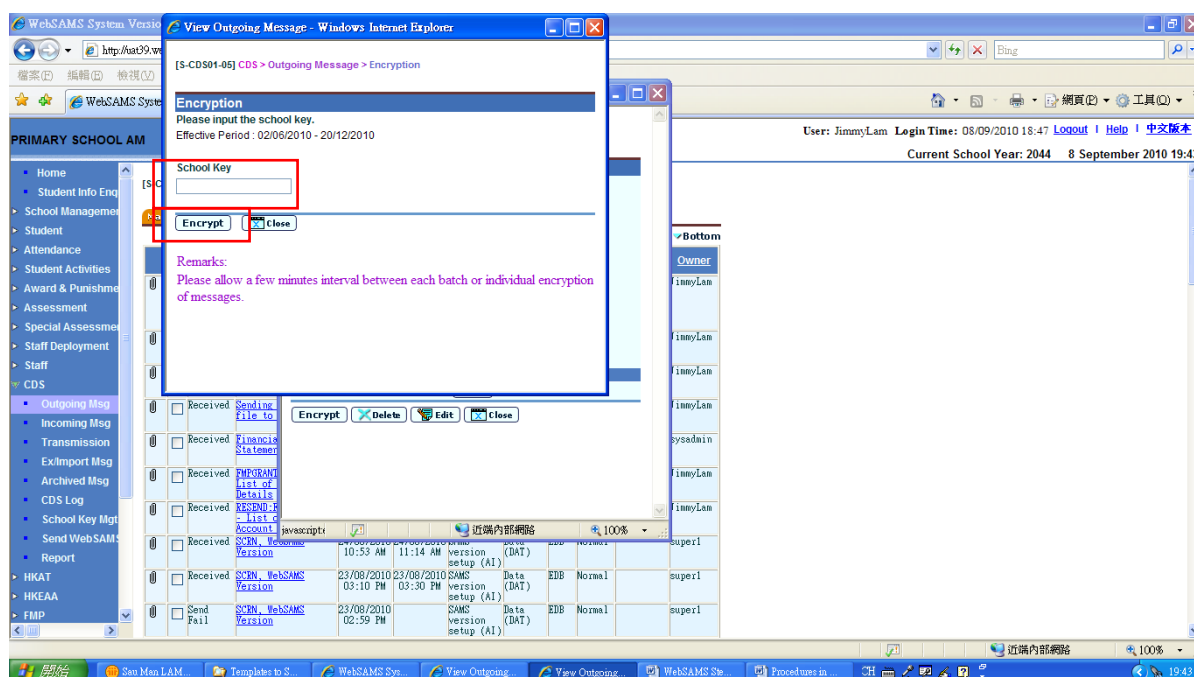 WebSAMS System Versio
View Outgoing Message - Windows Internet Explorer
http://uat39.we
Bing
檔案(F) 編輯(E) 檢視(V)
WebSAMS Syste
網頁(P)
工具(O)
[S-CDS01-05] CDS > Outgoing Message > Encryption
Encryption
Please input the school key.
Effective Period : 02/06/2010 - 20/12/2010
School Key
Encrypt
Close
Remarks:
Please allow a few minutes interval between each batch or individual encryption
of messages.
PRIMARY SCHOOL AM
User: JimmyLam Login Time: 08/09/2010 18:47 Logout | Help | 中文版本
Current School Year: 2044 8 September 2010 19:43
Home
Student Info Enq
School Managemen
Student
Attendance
Student Activities
Award & Punishme
Assessment
Special Assessmen
Staff Deployment
Staff
CDS
Outgoing Msg
Incoming Msg
Transmission
Ex/Import Msg
Archived Msg
CDS Log
School Key Mgt
Send WebSAMS
Report
HKAT
HKEAA
FMP
[S-C
Bottom
Owner
JimmyLam
JimmyLam
JimmyLam
Received Sending file to JimmyLam
Encrypt Delete Edit Close
Received Financia Statemen sysadmin
Received FMPGRANT List of Details JimmyLam
Received RESEND:F - List o Account JimmyLam
javascript: 近端內部網路 100%
Received SCRN, WebSAMS Version 24/08/2010 10:53 AM 24/08/2010 11:14 AM SAMS version setup (AI) Data (DAT) EDB Normal super1
Received SCRN, WebSAMS Version 23/08/2010 03:10 PM 23/08/2010 03:30 PM SAMS version setup (AI) Data (DAT) EDB Normal super1
Send Fail SCRN, WebSAMS Version 23/08/2010 02:59 PM SAMS version setup (AI) Data (DAT) EDB Normal super1
近端內部網路 100%
開始
Sau Man LAM...
Templates to S...
WebSAMS Sys...
View Outgoing...
View Outgoing...
WebSAMS Ste...
Procedures in ...
CH
19:43